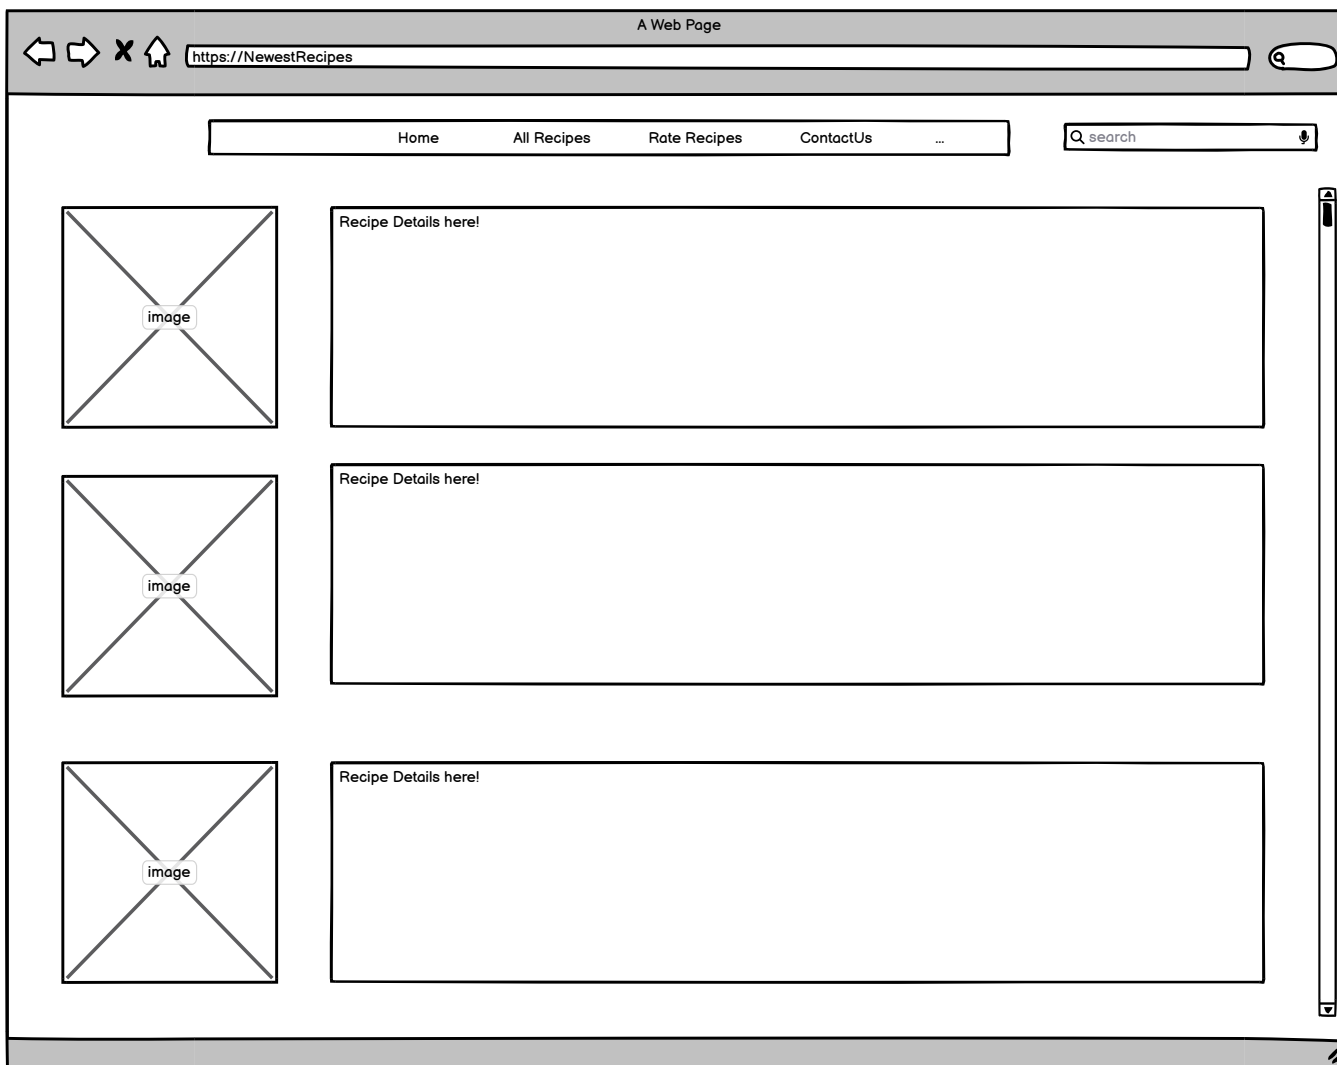 A Web Page
https://NewestRecipes
Home All Recipes Rate Recipes ContactUs ...
search
Recipe Details here!
image
Recipe Details here!
image
Recipe Details here!
image